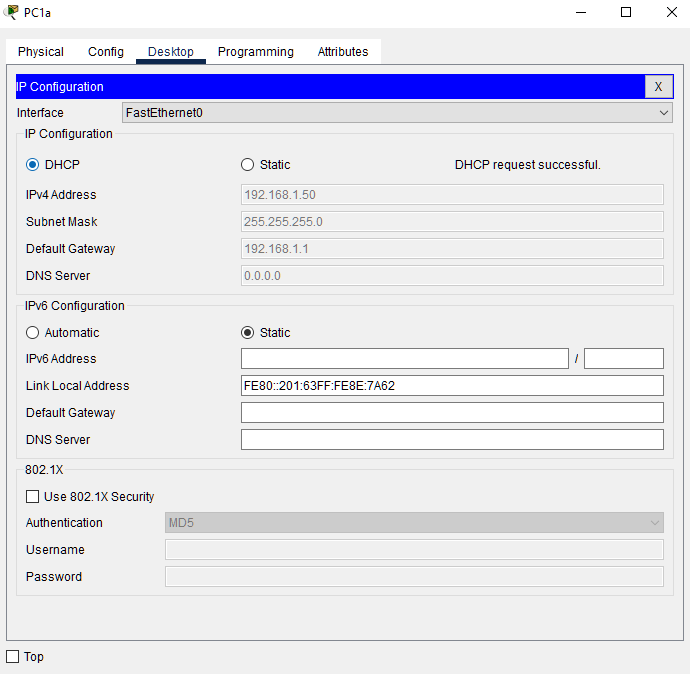 PC1a
Physical Config Desktop Programming Attributes
IP Configuration X
Interface FastEthernet0
IP Configuration
DHCP Static DHCP request successful.
IPv4 Address 192.168.1.50
Subnet Mask 255.255.255.0
Default Gateway 192.168.1.1
DNS Server 0.0.0.0
IPv6 Configuration
Automatic Static
IPv6 Address /
Link Local Address FE80::201:63FF:FE8E:7A62
Default Gateway
DNS Server
802.1X
Use 802.1X Security
Authentication MD5
Username
Password
Top